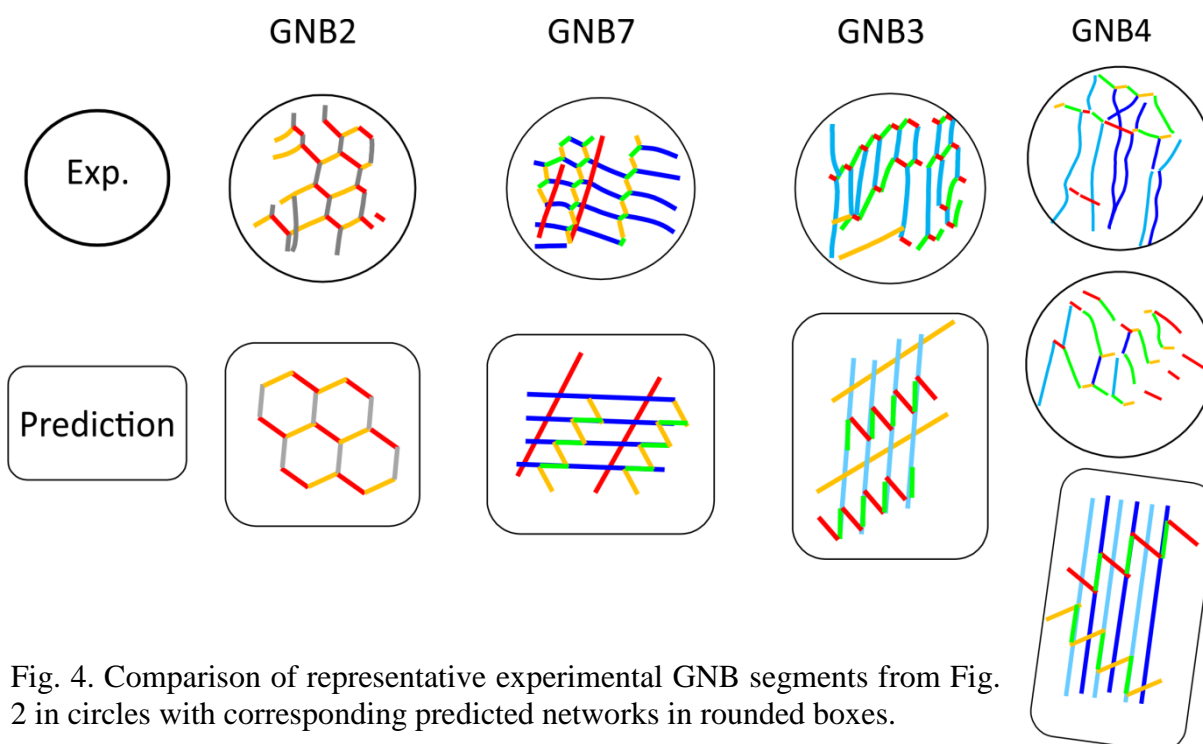 GNB2 GNB7 GNB3 GNB4
Exp.
Prediction
Fig. 4. Comparison of representative experimental GNB segments from Fig.
2 in circles with corresponding predicted networks in rounded boxes.